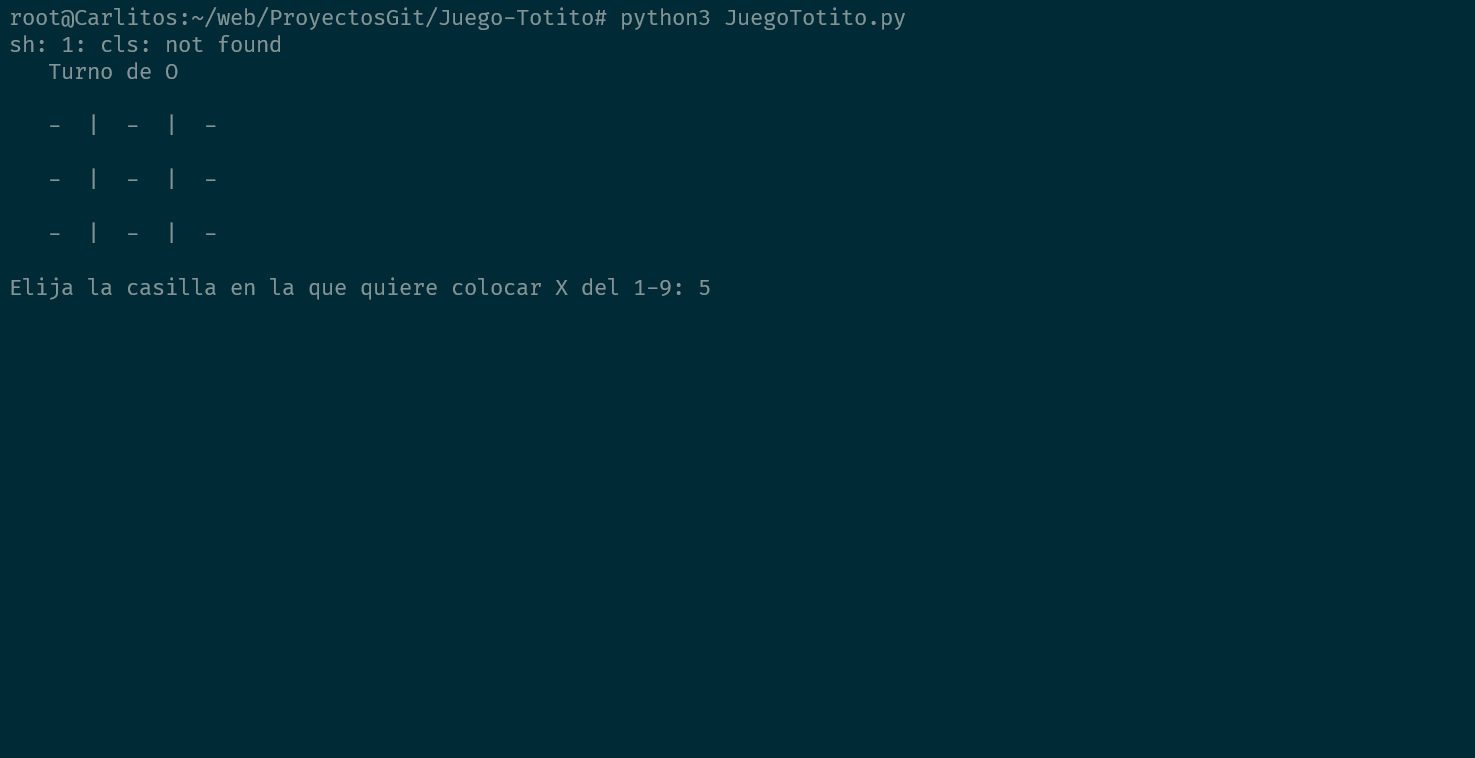 root@Carlitos:~/web/ProyectosGit/Juego-Totito# python3 JuegoTotito.py
sh: 1: cls: not found
   Turno de O
   -  |  -  |  -
   -  |  -  |  -
   -  |  -  |  -
Elija la casilla en la que quiere colocar X del 1-9: 5